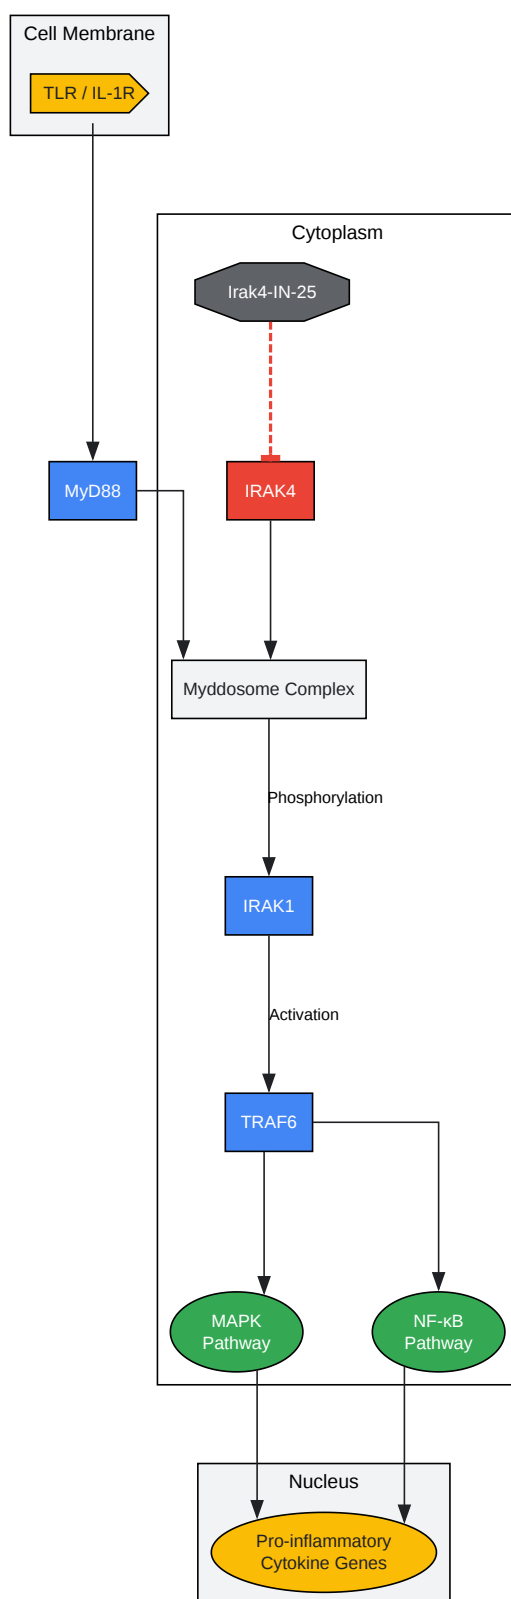 Cell Membrane
TLR / IL-1R
Cytoplasm
Irak4-IN-25
MyD88
IRAK4
Myddosome Complex
Phosphorylation
IRAK1
Activation
TRAF6
MAPK
Pathway
NF-κB
Pathway
Nucleus
Pro-inflammatory
Cytokine Genes